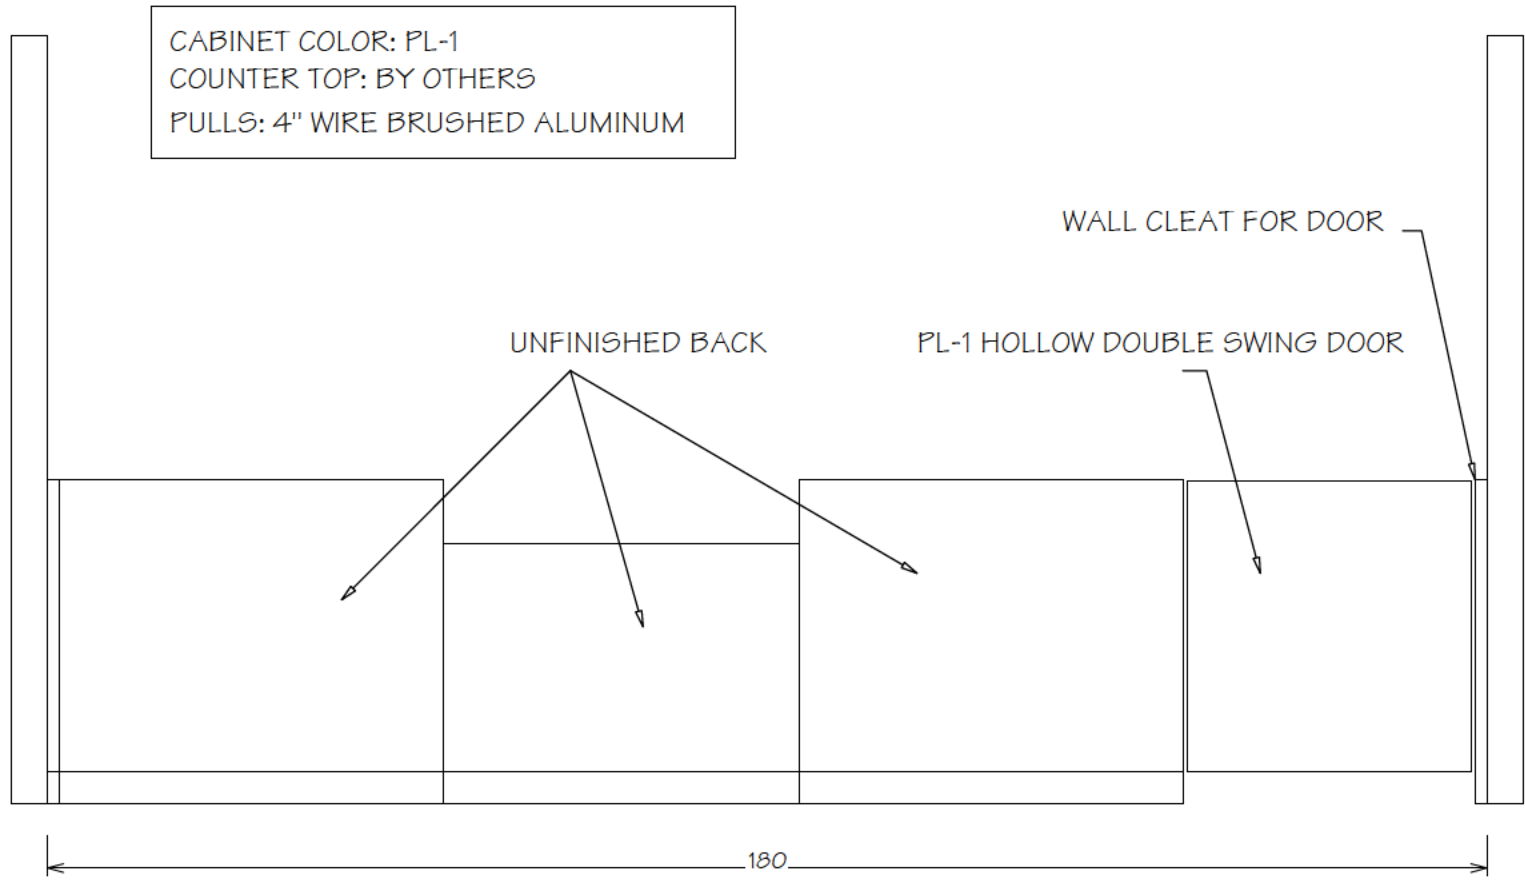 CABINET COLOR: PL-1
COUNTER TOP: BY OTHERS
PULLS: 4" WIRE BRUSHED ALUMINUM
WALL CLEAT FOR DOOR
UNFINISHED BACK
PL-1 HOLLOW DOUBLE SWING DOOR
180